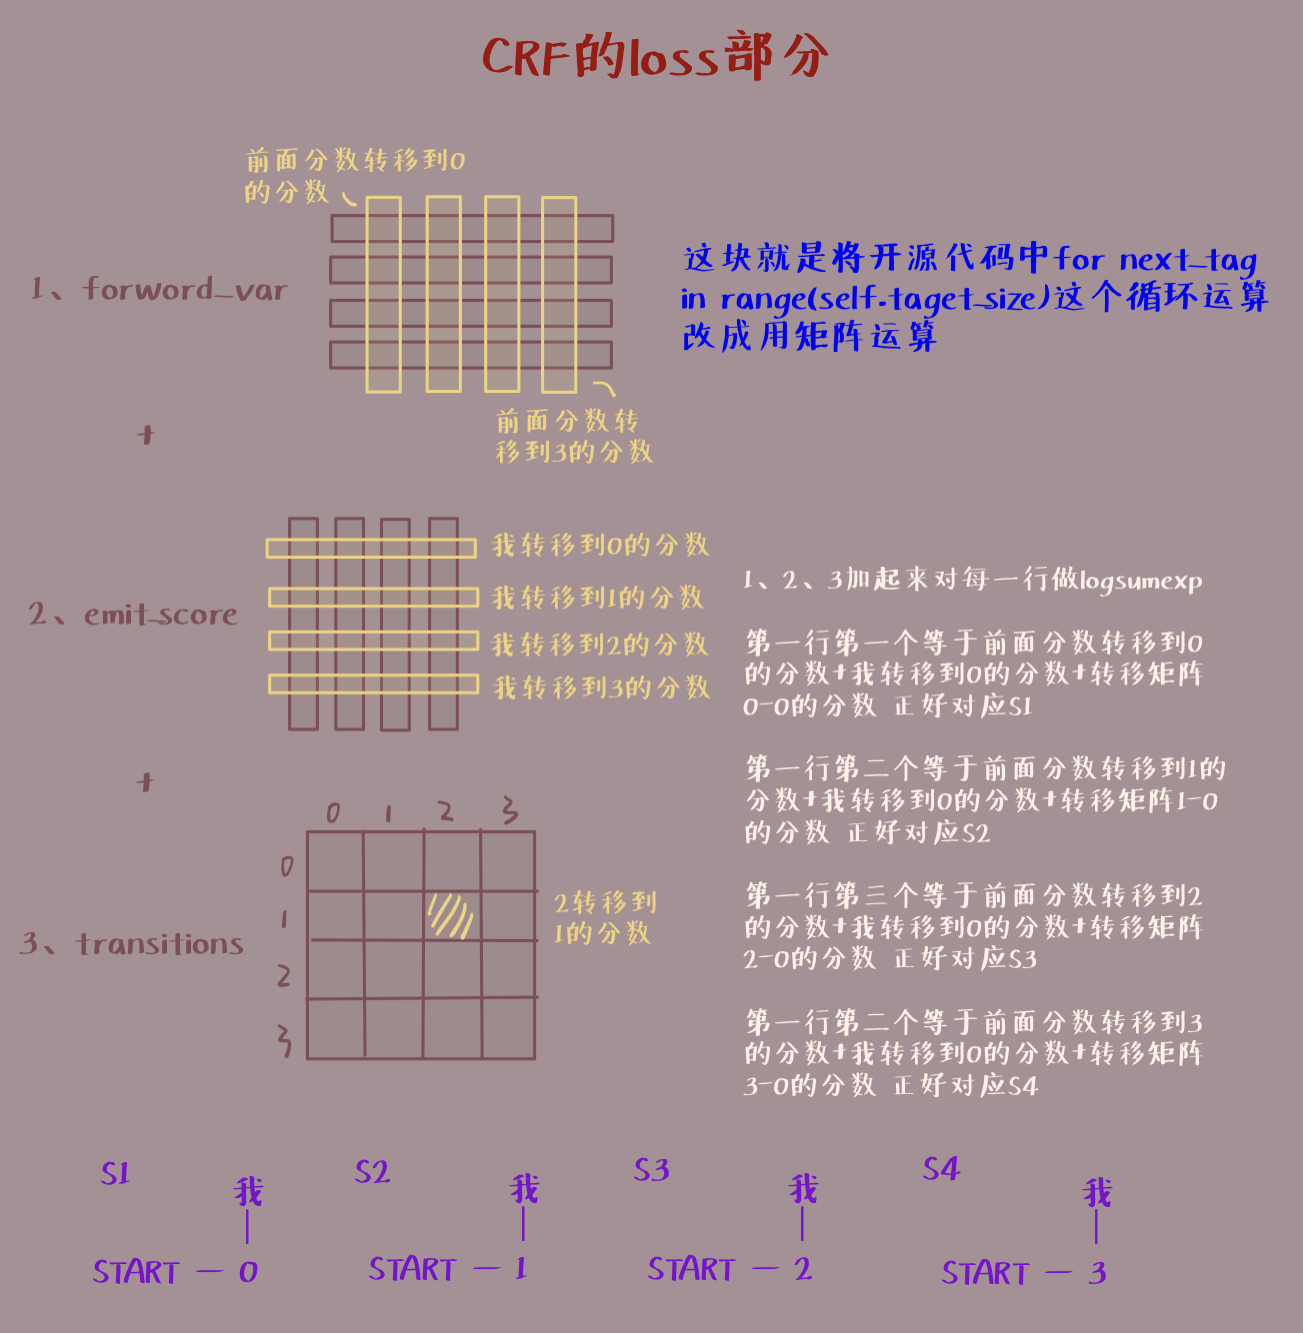 CRF的loss部分
前面分数转移到0
的分数
1、forword_var
这块就是将开源代码中for next_tag
in range(self.taget_size)这个循环运算
改成用矩阵运算
前面分数转
移到3的分数
+
2、emit_score
我转移到0的分数
我转移到1的分数
我转移到2的分数
我转移到3的分数
+
3、transitions
0 1 2 3
0
1
2
3
2转移到
1的分数
1、2、3加起来对每一行做logsumexp
第一行第一个等于前面分数转移到0
的分数+我转移到0的分数+转移矩阵
0-0的分数 正好对应S1
第一行第二个等于前面分数转移到1的
分数+我转移到0的分数+转移矩阵1-0
的分数 正好对应S2
第一行第三个等于前面分数转移到2
的分数+我转移到0的分数+转移矩阵
2-0的分数 正好对应S3
第一行第二个等于前面分数转移到3
的分数+我转移到0的分数+转移矩阵
3-0的分数 正好对应S4
S1
我
START — 0
S2
我
START — 1
S3
我
START — 2
S4
我
START — 3